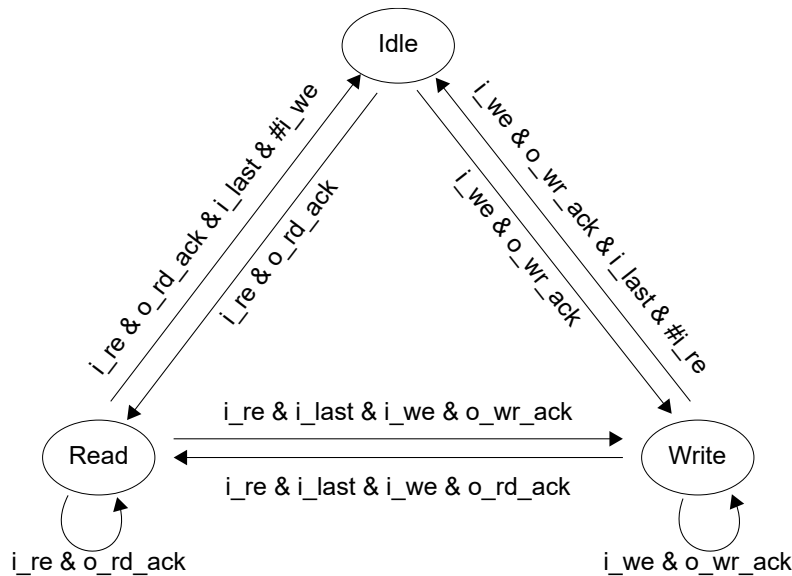 Idle
i_re & o_rd_ack & i_last & #i_we
i_re & o_rd_ack
i_we & o_wr_ack
i_we & o_wr_ack & i_last & #i_re
i_re & i_last & i_we & o_wr_ack
Read
Write
i_re & i_last & i_we & o_rd_ack
i_re & o_rd_ack
i_we & o_wr_ack